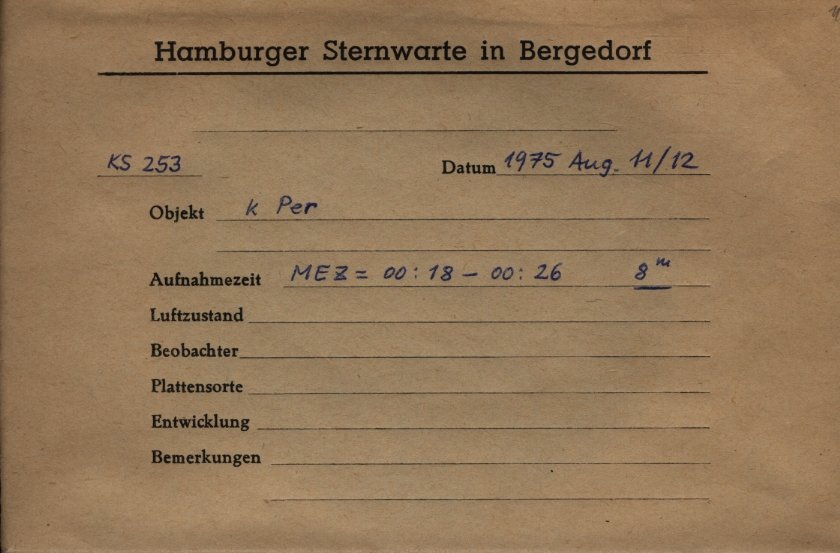 Hamburger Sternwarte in Bergedorf
KS 253 Datum 1975 Aug. 11/12
Objekt k Per
Aufnahmezeit MEZ = 00:18 – 00:26 8ᵐ
Luftzustand
Beobachter
Plattensorte
Entwicklung
Bemerkungen